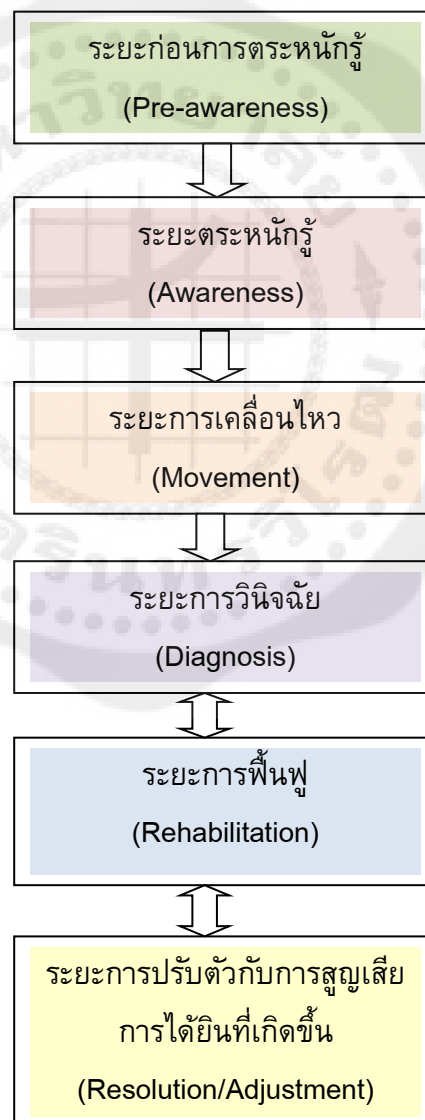 ระยะก่อนการตระหนักรู้
(Pre-awareness)
ระยะตระหนักรู้
(Awareness)
ระยะการเคลื่อนไหว
(Movement)
ระยะการวินิจฉัย
(Diagnosis)
ระยะการฟื้นฟู
(Rehabilitation)
ระยะการปรับตัวกับการสูญเสีย
การได้ยินที่เกิดขึ้น
(Resolution/Adjustment)